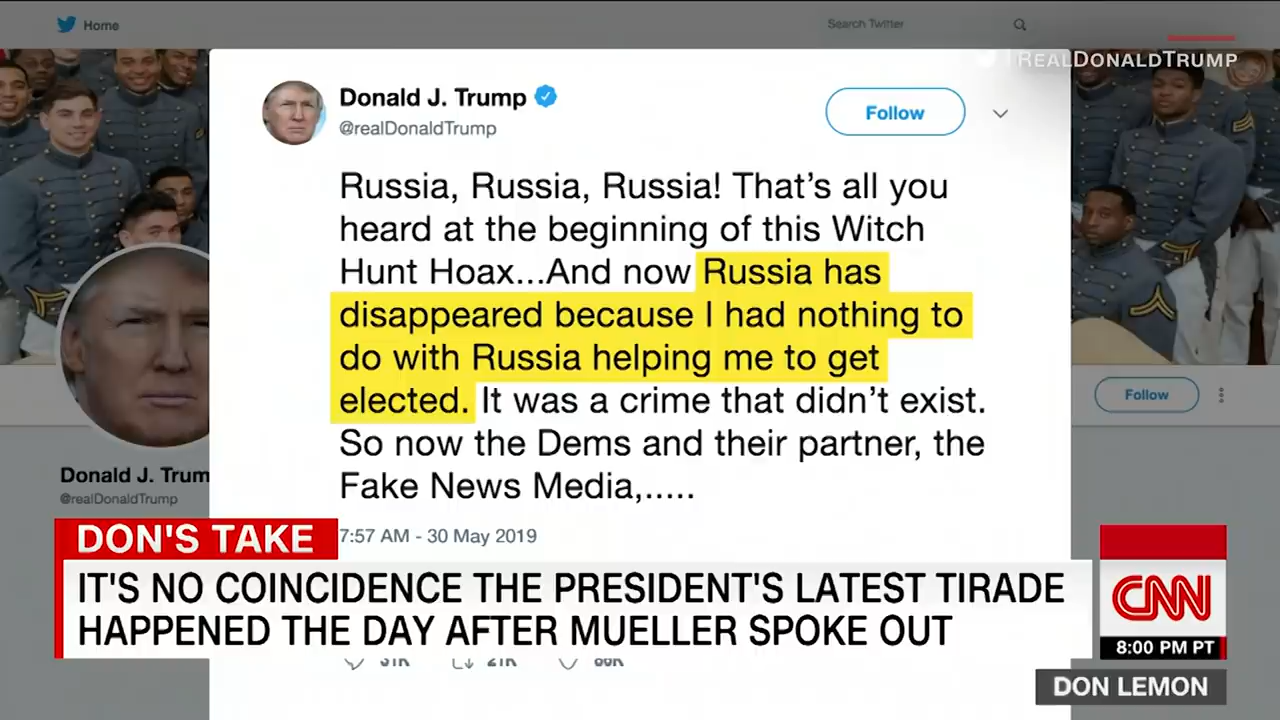 Home
Search Twitter
REALDONALDTRUMP
Donald J. Trump
@realDonaldTrump
Follow
Russia, Russia, Russia! That’s all you
heard at the beginning of this Witch
Hunt Hoax...And now Russia has
disappeared because I had nothing to
do with Russia helping me to get
elected. It was a crime that didn’t exist.
So now the Dems and their partner, the
Fake News Media,.....
7:57 AM - 30 May 2019
Follow
Donald J. Trum
@realDonaldTrump
DON'S TAKE
IT'S NO COINCIDENCE THE PRESIDENT'S LATEST TIRADE
HAPPENED THE DAY AFTER MUELLER SPOKE OUT
CNN
8:00 PM PT
DON LEMON